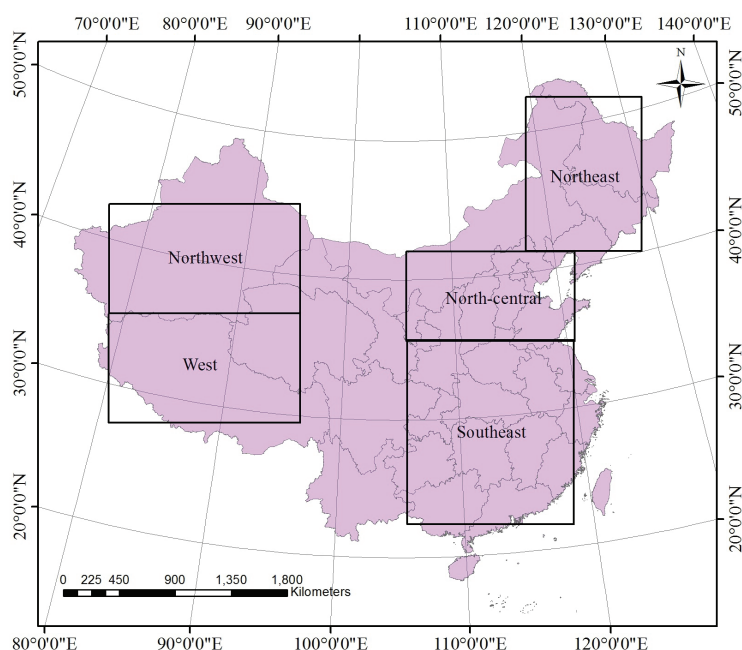 70°0'0"E 80°0'0"E 90°0'0"E 110°0'0"E 120°0'0"E 130°0'0"E 140°0'0"E
N
50°0'0"N
50°0'0"N
Northeast
40°0'0"N
40°0'0"N
Northwest
North-central
30°0'0"N
30°0'0"N
West
Southeast
20°0'0"N
20°0'0"N
0 225 450 900 1,350 1,800
Kilometers
80°0'0"E 90°0'0"E 100°0'0"E 110°0'0"E 120°0'0"E